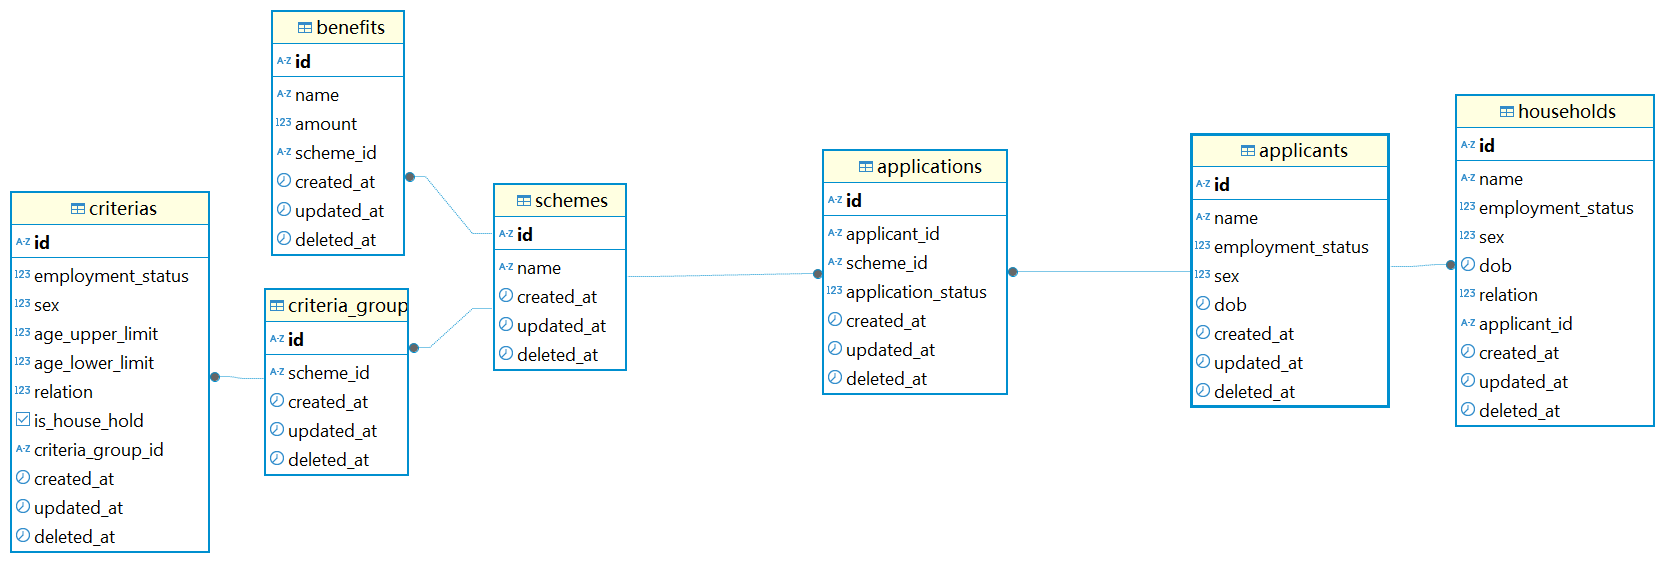 benefits
A-Z id
A-Z name
123 amount
A-Z scheme_id
created_at
updated_at
deleted_at
criterias
A-Z id
123 employment_status
123 sex
123 age_upper_limit
123 age_lower_limit
123 relation
is_house_hold
A-Z criteria_group_id
created_at
updated_at
deleted_at
criteria_group
A-Z id
A-Z scheme_id
created_at
updated_at
deleted_at
schemes
A-Z id
A-Z name
created_at
updated_at
deleted_at
applications
A-Z id
A-Z applicant_id
A-Z scheme_id
123 application_status
created_at
updated_at
deleted_at
applicants
A-Z id
A-Z name
123 employment_status
123 sex
dob
created_at
updated_at
deleted_at
households
A-Z id
A-Z name
123 employment_status
123 sex
dob
123 relation
A-Z applicant_id
created_at
updated_at
deleted_at